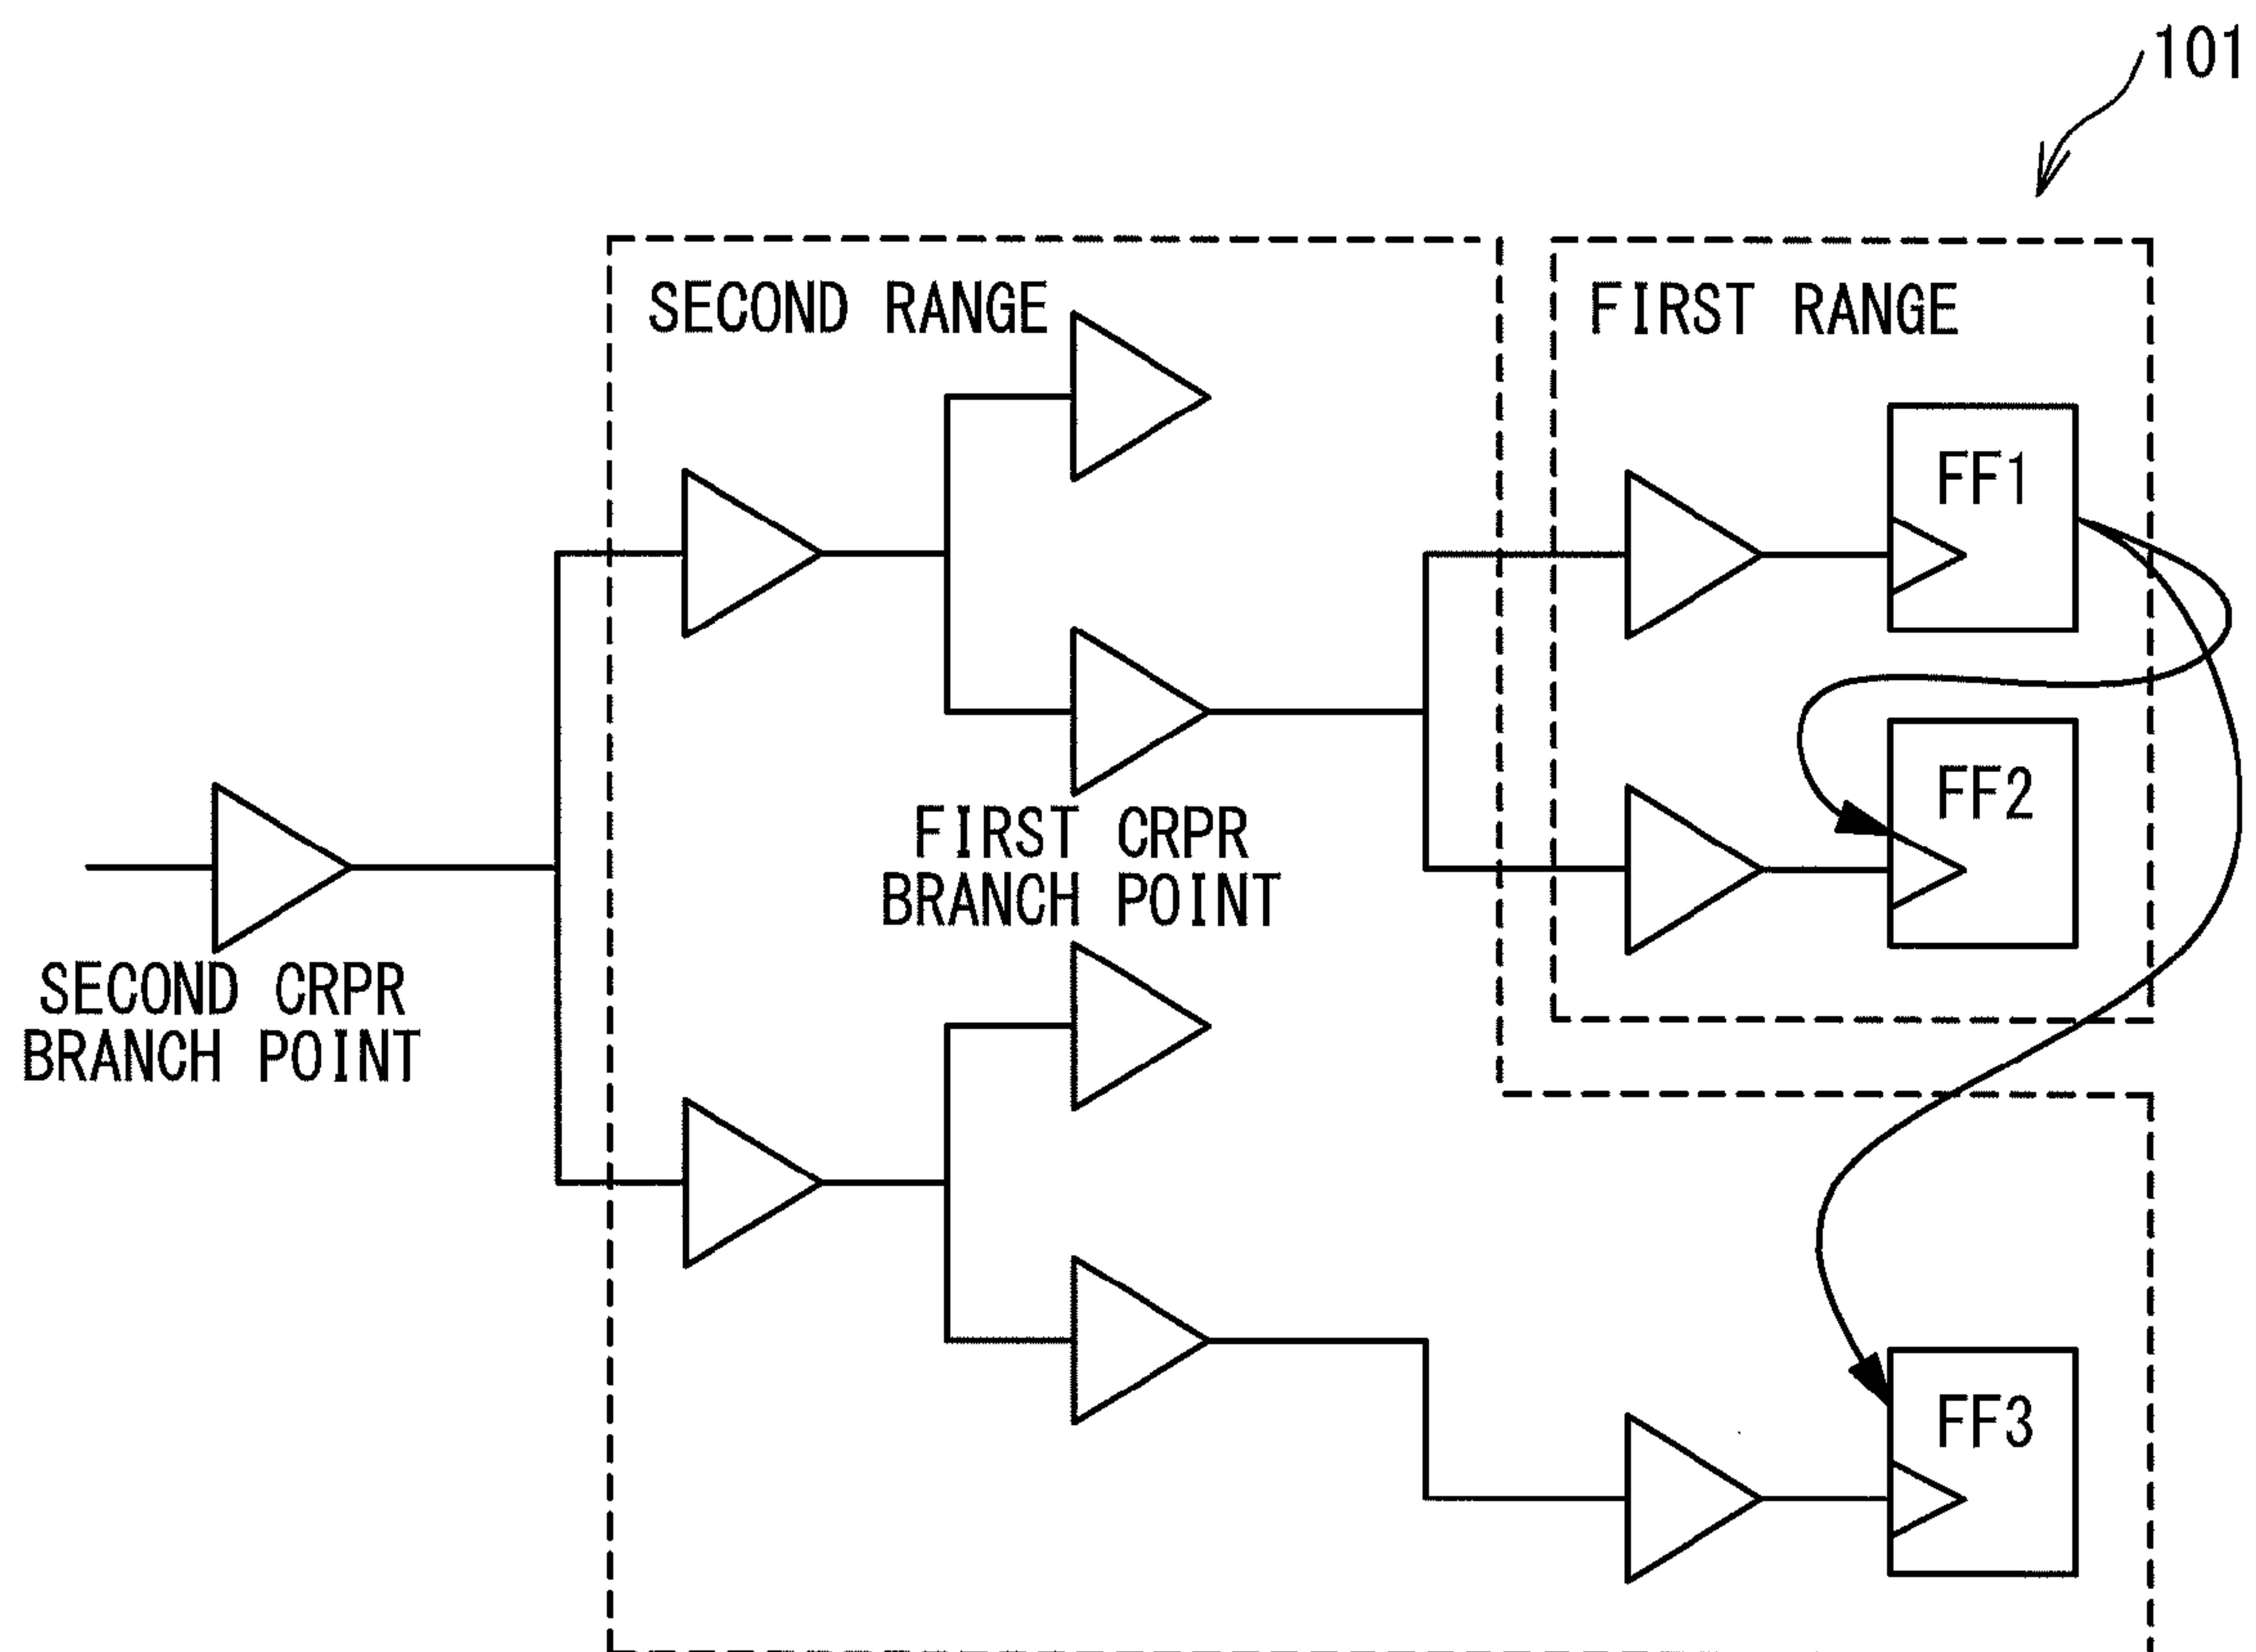 101
SECOND RANGE
FIRST RANGE
FF1
FF2
FIRST CRPR
BRANCH POINT
SECOND CRPR
BRANCH POINT
FF3